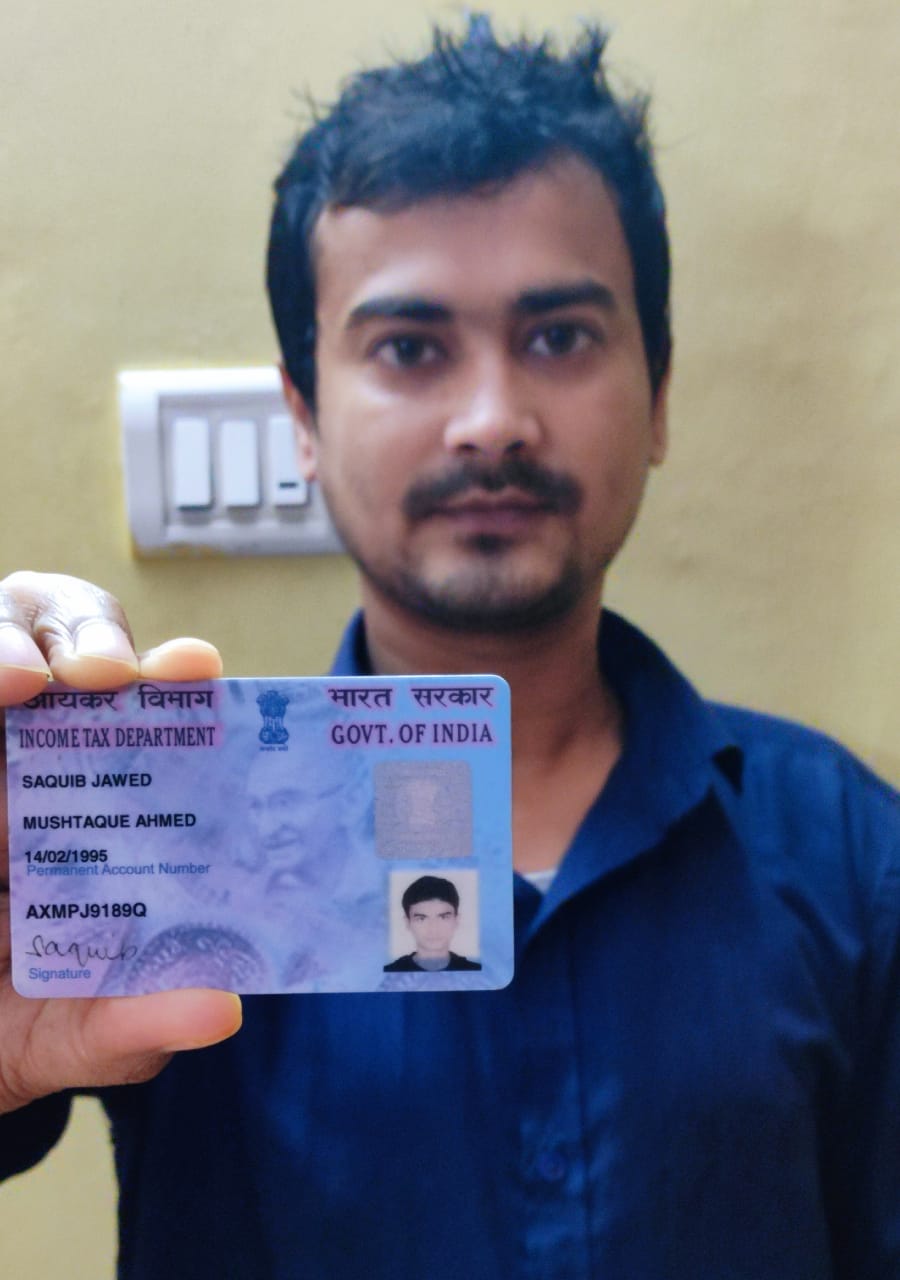 आयकर विभाग
भारत सरकार
INCOME TAX DEPARTMENT
GOVT. OF INDIA
SAQUIB JAWED
MUSHTAQUE AHMED
14/02/1995
Permanent Account Number
AXMPJ9189Q
Saquib
Signature